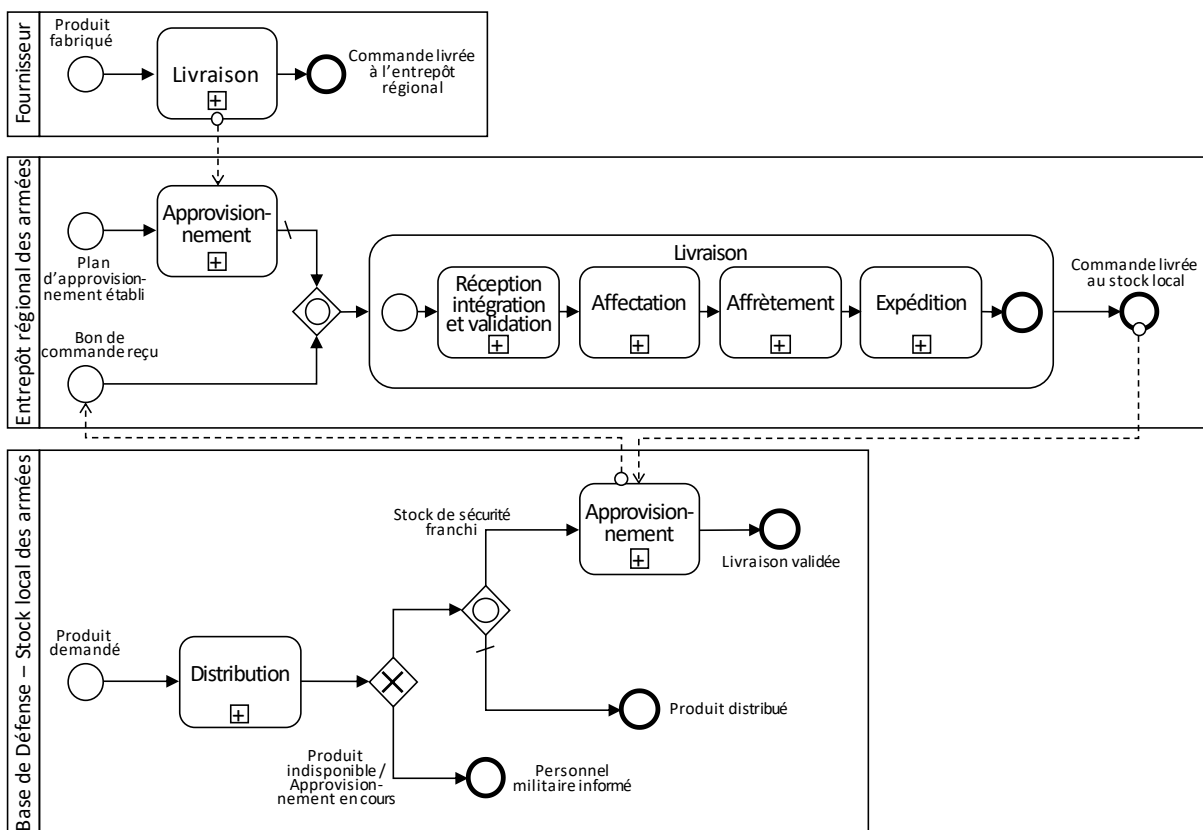 Fournisseur
Produit
fabriqué
Livraison
Commande livrée
à l'entrepôt
régional
Entrepôt régional des armées
Approvision-
nement
Plan
d'approvision-
nement établi
Bon de
commande reçu
Livraison
Réception
intégration
et validation
Affectation
Affrètement
Expédition
Commande livrée
au stock local
Base de Défense – Stock local des armées
Stock de sécurité
franchi
Approvision-
nement
Livraison validée
Produit
demandé
Distribution
Produit distribué
Produit
indisponible /
Approvision-
nement en cours
Personnel
militaire informé